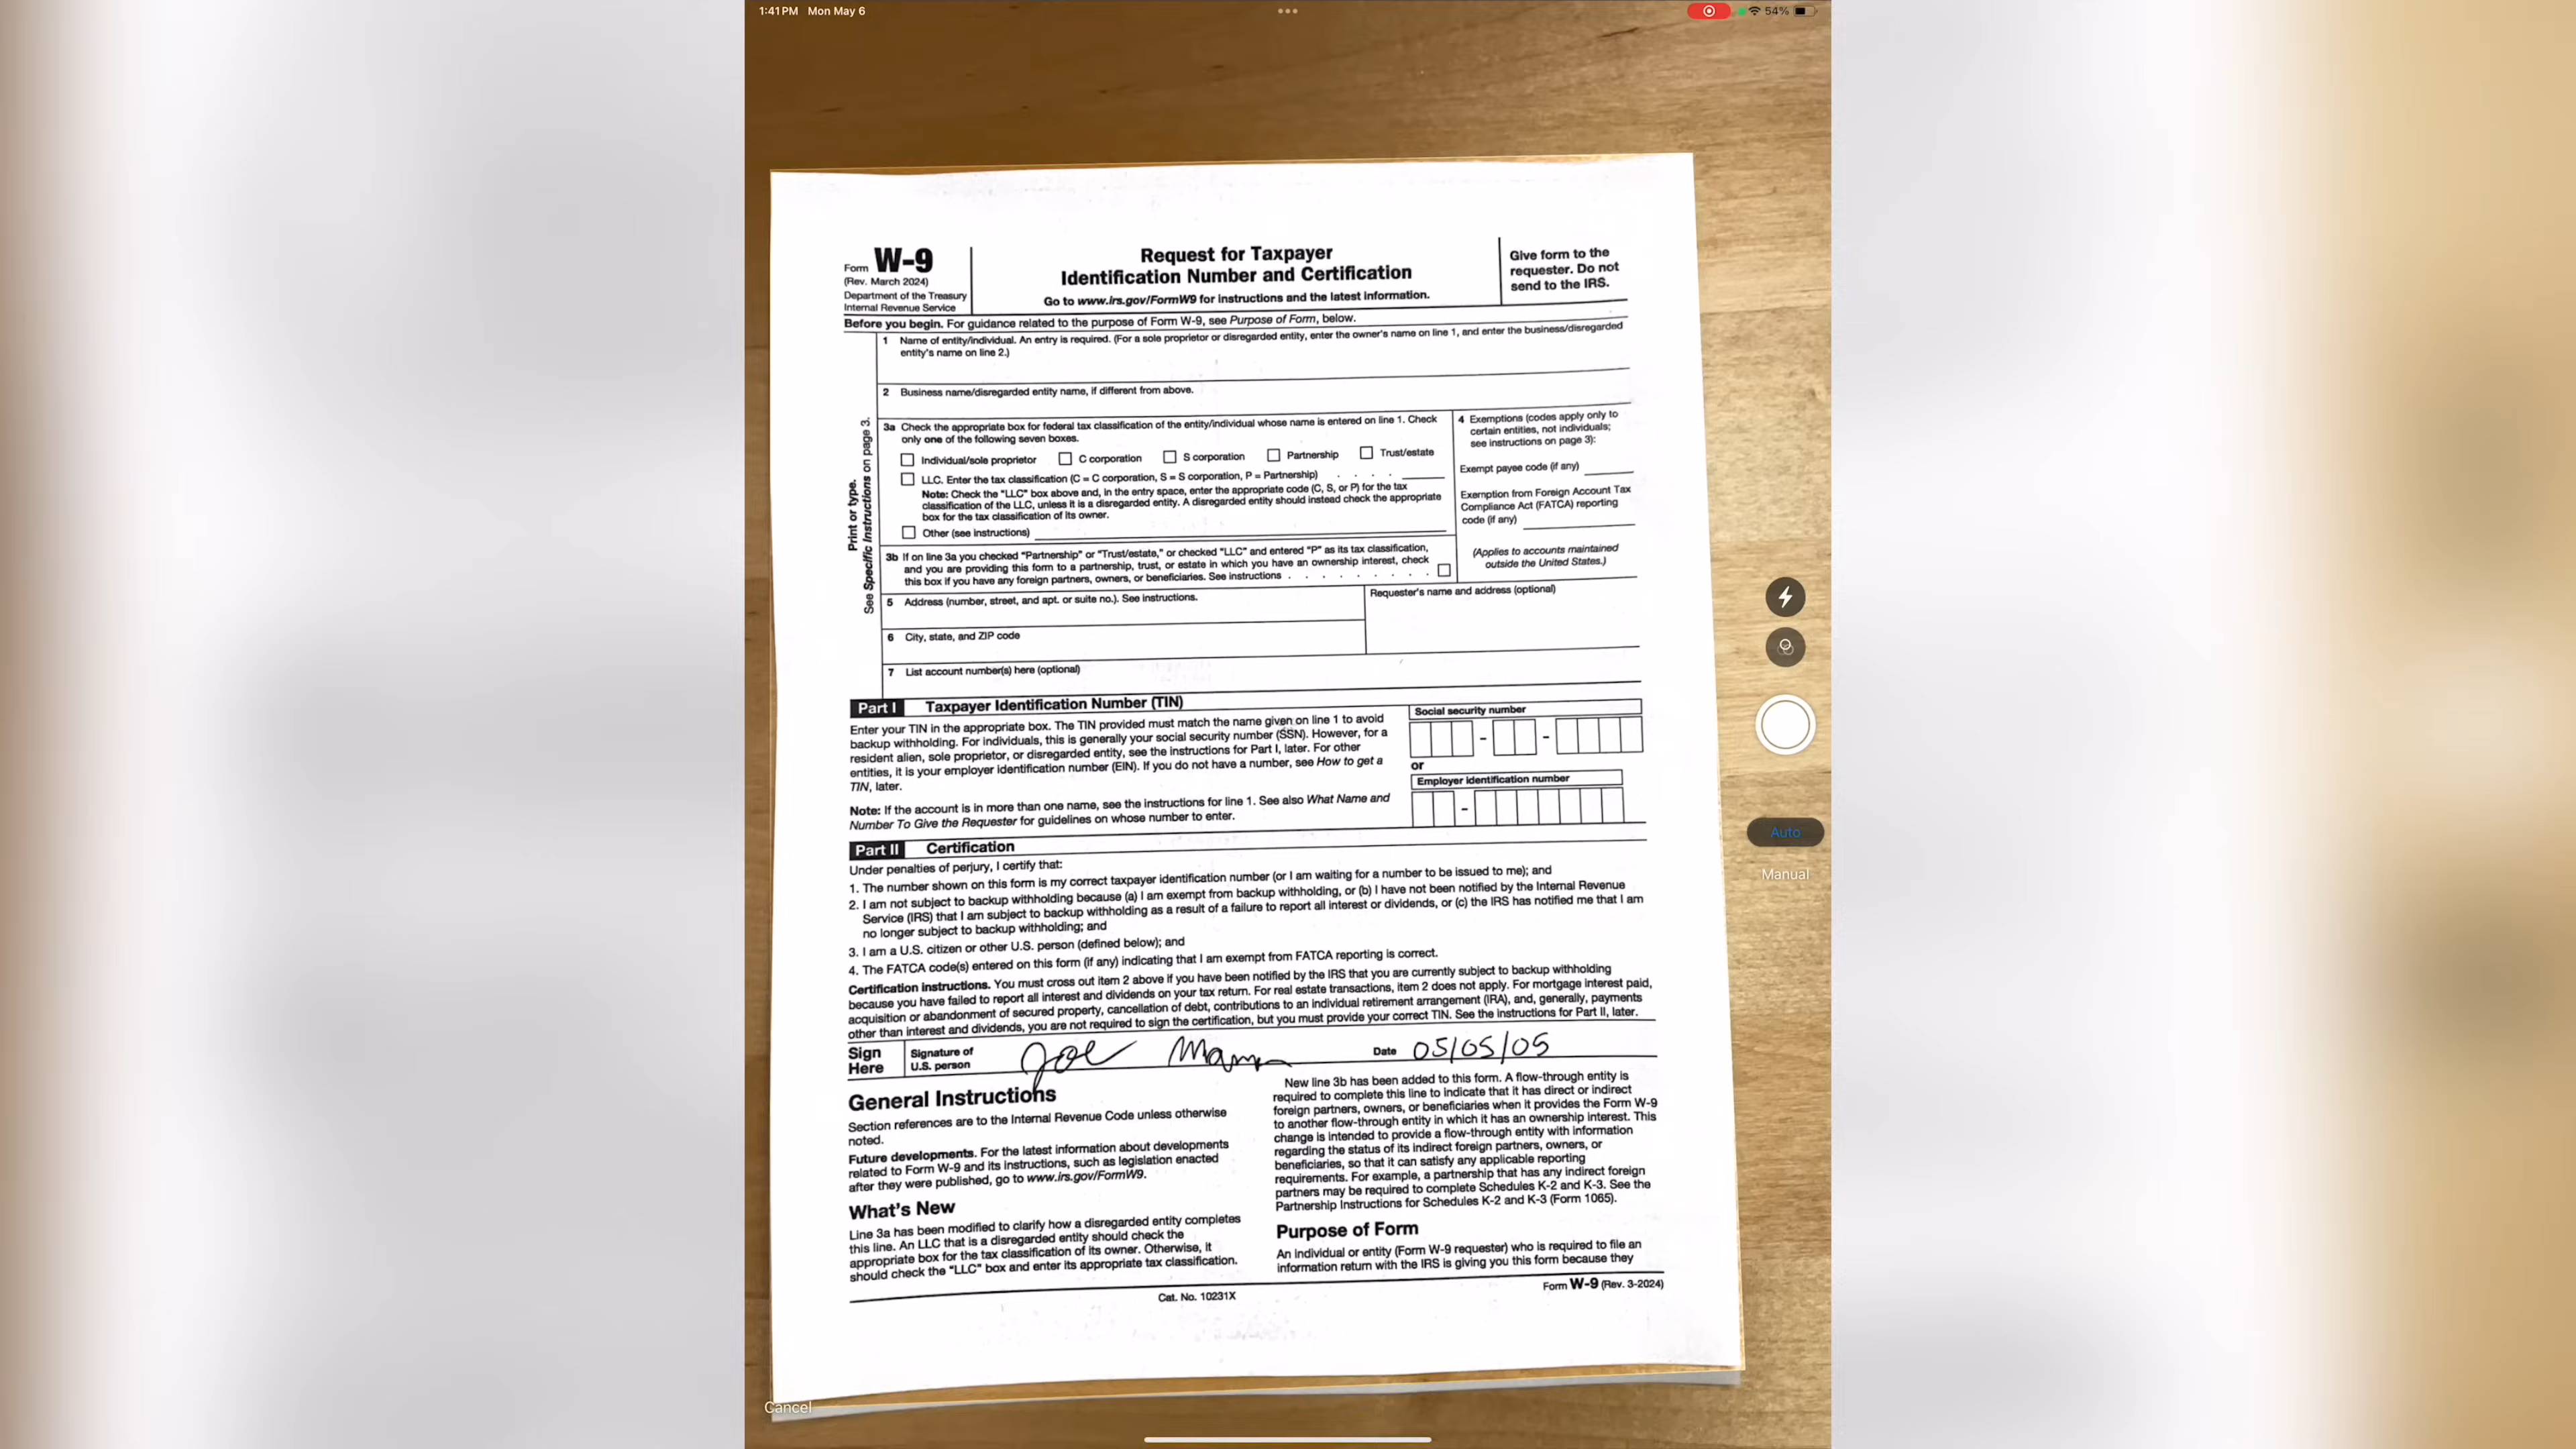 1:41 PM Mon May 6
54%
Form W-9
(Rev. March 2024)
Department of the Treasury
Internal Revenue Service
Request for Taxpayer
Identification Number and Certification
Go to www.irs.gov/FormW9 for instructions and the latest information.
Give form to the
requester. Do not
send to the IRS.
Before you begin. For guidance related to the purpose of Form W-9, see Purpose of Form, below.
Print or type.
See Specific Instructions on page 3.
1 Name of entity/individual. An entry is required. (For a sole proprietor or disregarded entity, enter the owner's name on line 1, and enter the business/disregarded
entity's name on line 2.)
2 Business name/disregarded entity name, if different from above.
3a Check the appropriate box for federal tax classification of the entity/individual whose name is entered on line 1. Check
only one of the following seven boxes.
Individual/sole proprietor C corporation S corporation Partnership Trust/estate
LLC. Enter the tax classification (C = C corporation, S = S corporation, P = Partnership) . . . .
Note: Check the "LLC" box above and, in the entry space, enter the appropriate code (C, S, or P) for the tax
classification of the LLC, unless it is a disregarded entity. A disregarded entity should instead check the appropriate
box for the tax classification of its owner.
Other (see instructions)
3b If on line 3a you checked "Partnership" or "Trust/estate," or checked "LLC" and entered "P" as its tax classification,
and you are providing this form to a partnership, trust, or estate in which you have an ownership interest, check
this box if you have any foreign partners, owners, or beneficiaries. See instructions . . . . . . . . .
4 Exemptions (codes apply only to
certain entities, not individuals;
see instructions on page 3):
Exempt payee code (if any)
Exemption from Foreign Account Tax
Compliance Act (FATCA) reporting
code (if any)
(Applies to accounts maintained
outside the United States.)
5 Address (number, street, and apt. or suite no.). See instructions.
Requester's name and address (optional)
6 City, state, and ZIP code
7 List account number(s) here (optional)
Part I Taxpayer Identification Number (TIN)
Enter your TIN in the appropriate box. The TIN provided must match the name given on line 1 to avoid
backup withholding. For individuals, this is generally your social security number (SSN). However, for a
resident alien, sole proprietor, or disregarded entity, see the instructions for Part I, later. For other
entities, it is your employer identification number (EIN). If you do not have a number, see How to get a
TIN, later.
Note: If the account is in more than one name, see the instructions for line 1. See also What Name and
Number To Give the Requester for guidelines on whose number to enter.
Social security number
– –
or
Employer identification number
–
Part II Certification
Under penalties of perjury, I certify that:
1. The number shown on this form is my correct taxpayer identification number (or I am waiting for a number to be issued to me); and
2. I am not subject to backup withholding because (a) I am exempt from backup withholding, or (b) I have not been notified by the Internal Revenue
Service (IRS) that I am subject to backup withholding as a result of a failure to report all interest or dividends, or (c) the IRS has notified me that I am
no longer subject to backup withholding; and
3. I am a U.S. citizen or other U.S. person (defined below); and
4. The FATCA code(s) entered on this form (if any) indicating that I am exempt from FATCA reporting is correct.
Certification instructions. You must cross out item 2 above if you have been notified by the IRS that you are currently subject to backup withholding
because you have failed to report all interest and dividends on your tax return. For real estate transactions, item 2 does not apply. For mortgage interest paid,
acquisition or abandonment of secured property, cancellation of debt, contributions to an individual retirement arrangement (IRA), and, generally, payments
other than interest and dividends, you are not required to sign the certification, but you must provide your correct TIN. See the instructions for Part II, later.
Sign
Here
Signature of
U.S. person
Joe
Date 05/05/05
General Instructions
Section references are to the Internal Revenue Code unless otherwise
noted.
Future developments. For the latest information about developments
related to Form W-9 and its instructions, such as legislation enacted
after they were published, go to www.irs.gov/FormW9.
What's New
Line 3a has been modified to clarify how a disregarded entity completes
this line. An LLC that is a disregarded entity should check the
appropriate box for the tax classification of its owner. Otherwise, it
should check the "LLC" box and enter its appropriate tax classification.
New line 3b has been added to this form. A flow-through entity is
required to complete this line to indicate that it has direct or indirect
foreign partners, owners, or beneficiaries when it provides the Form W-9
to another flow-through entity in which it has an ownership interest. This
change is intended to provide a flow-through entity with information
regarding the status of its indirect foreign partners, owners, or
beneficiaries, so that it can satisfy any applicable reporting
requirements. For example, a partnership that has any indirect foreign
partners may be required to complete Schedules K-2 and K-3. See the
Partnership Instructions for Schedules K-2 and K-3 (Form 1065).
Purpose of Form
An individual or entity (Form W-9 requester) who is required to file an
information return with the IRS is giving you this form because they
Cat. No. 10231X
Form W-9 (Rev. 3-2024)
Auto
Manual
Cancel